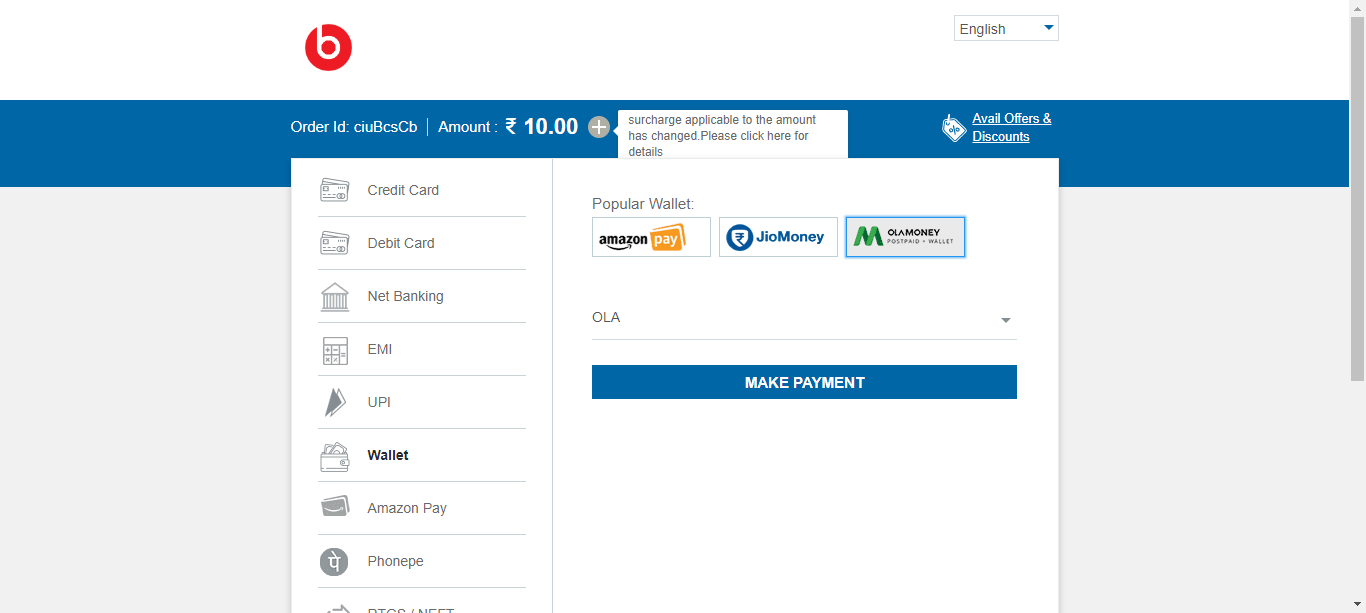 b
English
Order Id: ciuBcsCb
Amount : ₹ 10.00
surcharge applicable to the amount
has changed.Please click here for
details
Avail Offers &
Discounts
Credit Card
Debit Card
Net Banking
EMI
UPI
Wallet
Amazon Pay
पे
Phonepe
RTGS / NEFT
Popular Wallet:
amazon pay
₹ JioMoney
OLAMONEY
POSTPAID + WALLET
OLA
MAKE PAYMENT